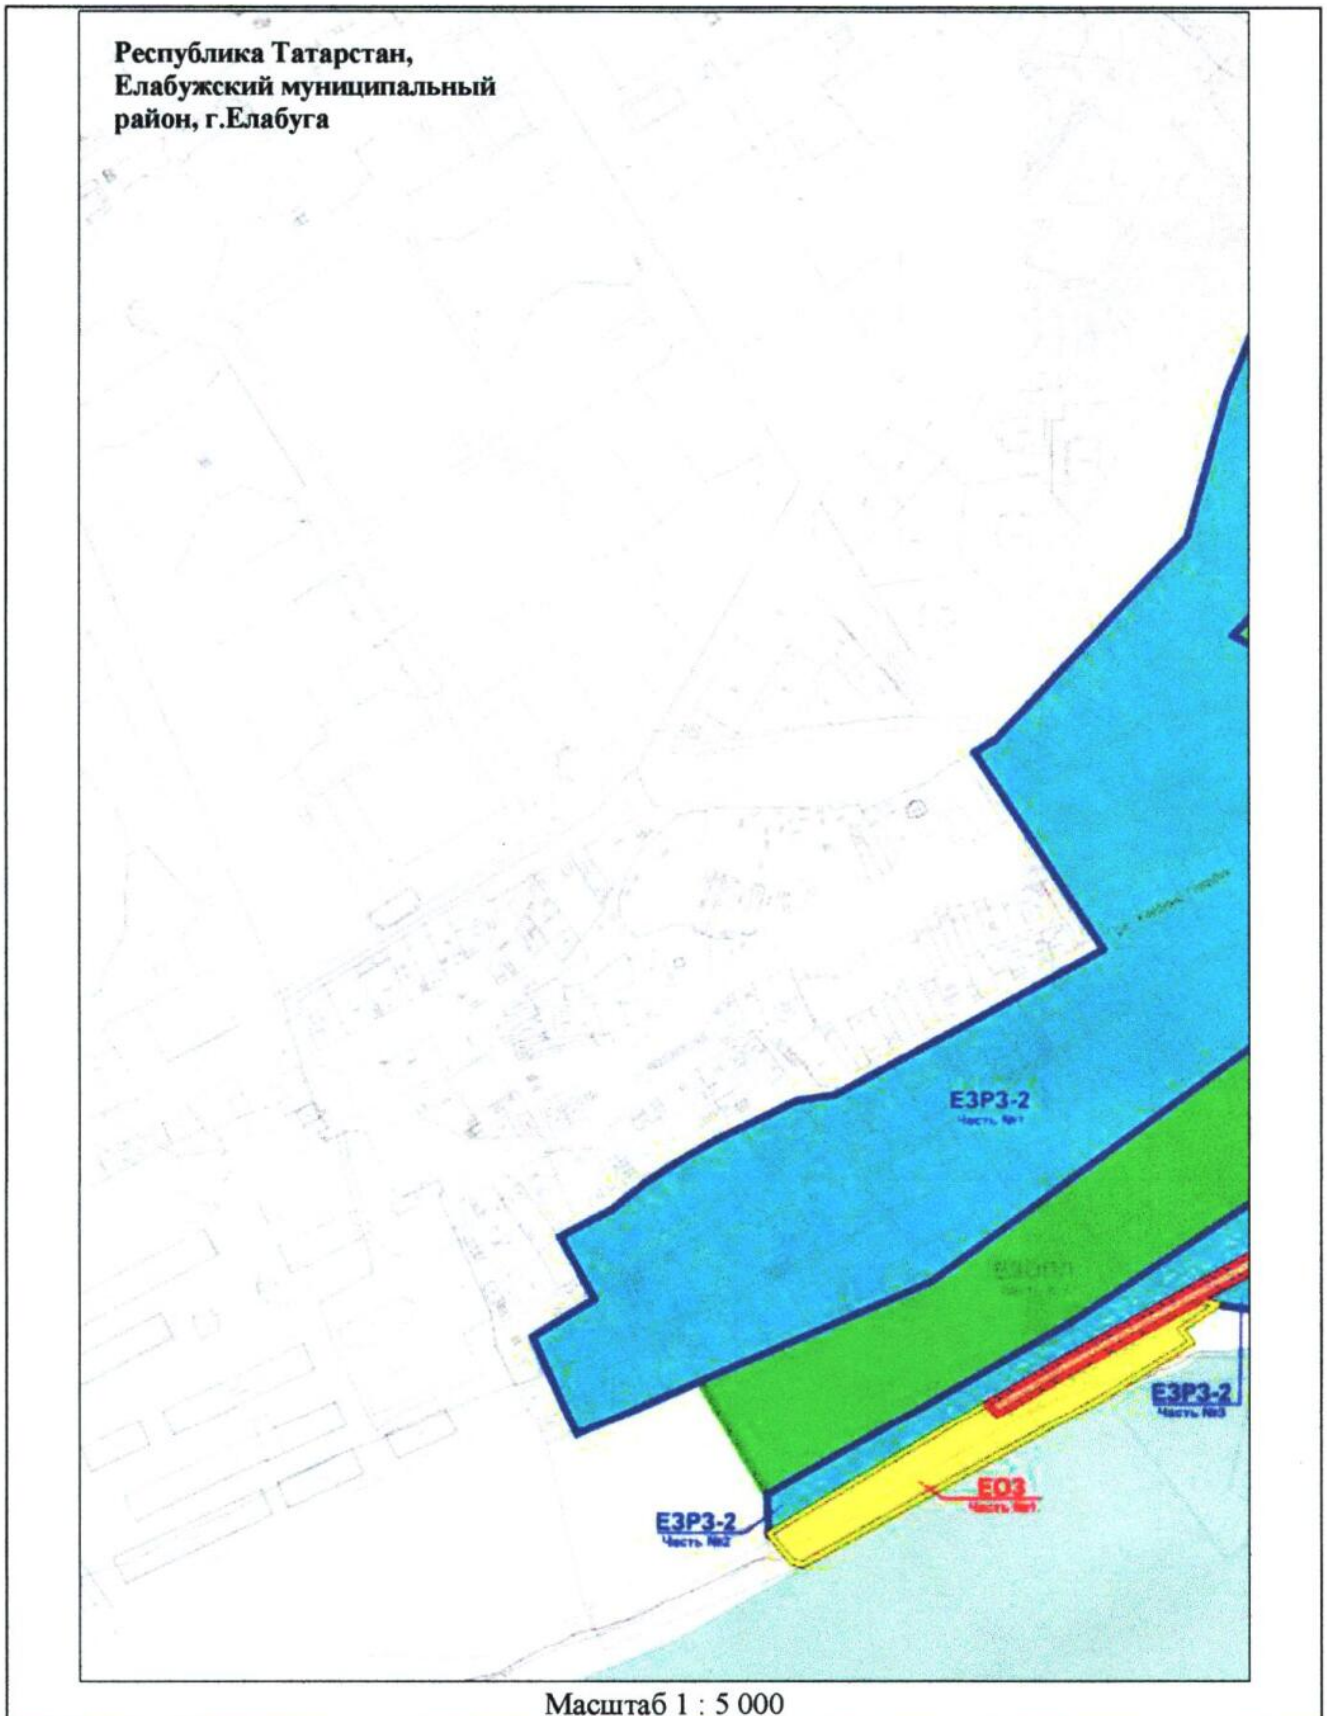 Республика Татарстан,
Елабужский муниципальный
район, г.Елабуга
ЕЗРЗ-2
Часть №1
ЕЗРЗ-2
Часть №3
ЕОЗ
Часть №1
ЕЗРЗ-2
Часть №2
Масштаб 1 : 5 000